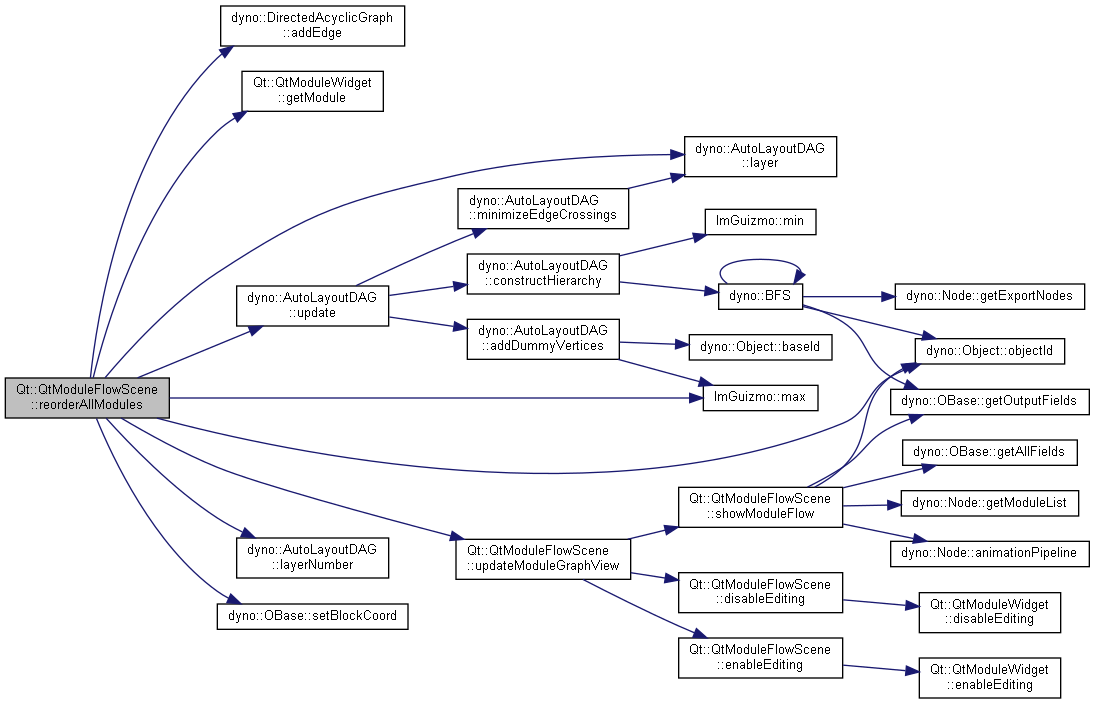 dyno::DirectedAcyclicGraph
::addEdge
Qt::QtModuleWidget
::getModule
dyno::AutoLayoutDAG
::layer
dyno::AutoLayoutDAG
::minimizeEdgeCrossings
ImGuizmo::min
dyno::AutoLayoutDAG
::constructHierarchy
dyno::BFS
dyno::Node::getExportNodes
dyno::AutoLayoutDAG
::update
dyno::AutoLayoutDAG
::addDummyVertices
dyno::Object::baseId
dyno::Object::objectId
Qt::QtModuleFlowScene
::reorderAllModules
ImGuizmo::max
dyno::OBase::getOutputFields
dyno::OBase::getAllFields
Qt::QtModuleFlowScene
::showModuleFlow
dyno::Node::getModuleList
dyno::AutoLayoutDAG
::layerNumber
Qt::QtModuleFlowScene
::updateModuleGraphView
dyno::Node::animationPipeline
Qt::QtModuleFlowScene
::disableEditing
Qt::QtModuleWidget
::disableEditing
dyno::OBase::setBlockCoord
Qt::QtModuleFlowScene
::enableEditing
Qt::QtModuleWidget
::enableEditing